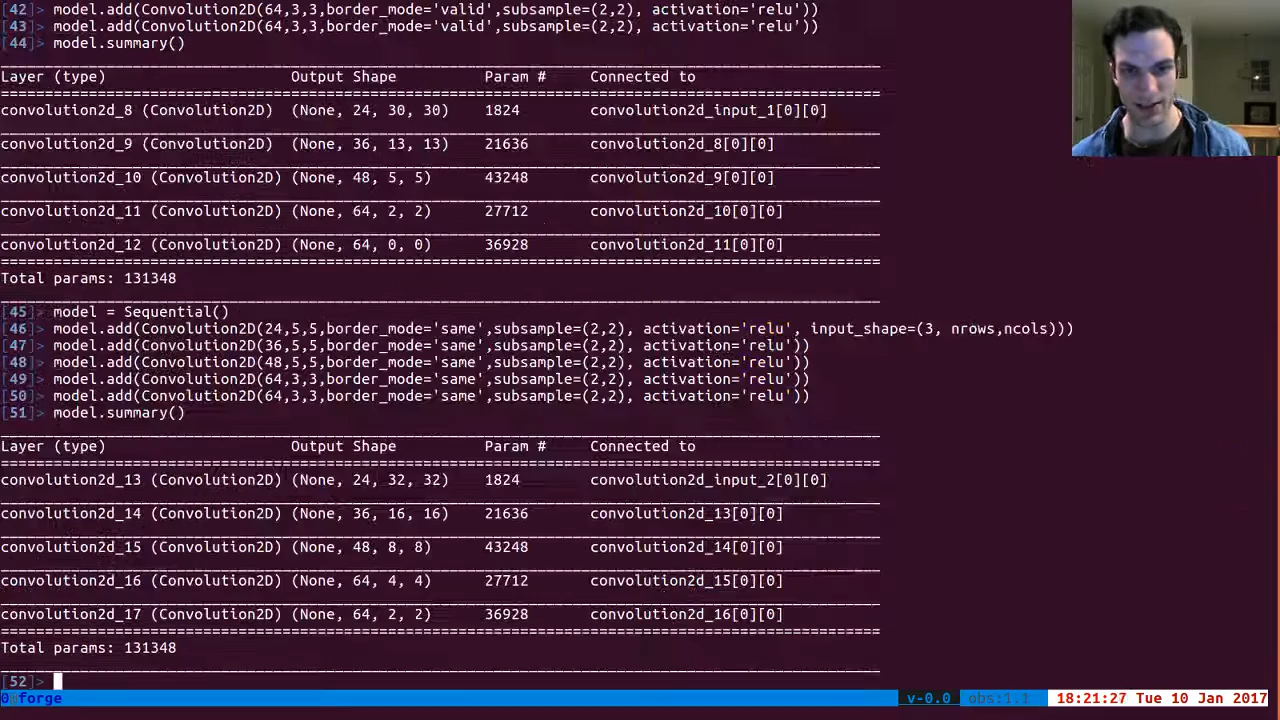 [42]> model.add(Convolution2D(64,3,3,border_mode='valid',subsample=(2,2), activation='relu'))
[43]> model.add(Convolution2D(64,3,3,border_mode='valid',subsample=(2,2), activation='relu'))
[44]> model.summary()
Layer (type) Output Shape Param # Connected to
convolution2d_8 (Convolution2D) (None, 24, 30, 30) 1824 convolution2d_input_1[0][0]
convolution2d_9 (Convolution2D) (None, 36, 13, 13) 21636 convolution2d_8[0][0]
convolution2d_10 (Convolution2D) (None, 48, 5, 5) 43248 convolution2d_9[0][0]
convolution2d_11 (Convolution2D) (None, 64, 2, 2) 27712 convolution2d_10[0][0]
convolution2d_12 (Convolution2D) (None, 64, 0, 0) 36928 convolution2d_11[0][0]
Total params: 131348
[45]> model = Sequential()
[46]> model.add(Convolution2D(24,5,5,border_mode='same',subsample=(2,2), activation='relu', input_shape=(3, nrows,ncols)))
[47]> model.add(Convolution2D(36,5,5,border_mode='same',subsample=(2,2), activation='relu'))
[48]> model.add(Convolution2D(48,5,5,border_mode='same',subsample=(2,2), activation='relu'))
[49]> model.add(Convolution2D(64,3,3,border_mode='same',subsample=(2,2), activation='relu'))
[50]> model.add(Convolution2D(64,3,3,border_mode='same',subsample=(2,2), activation='relu'))
[51]> model.summary()
Layer (type) Output Shape Param # Connected to
convolution2d_13 (Convolution2D) (None, 24, 32, 32) 1824 convolution2d_input_2[0][0]
convolution2d_14 (Convolution2D) (None, 36, 16, 16) 21636 convolution2d_13[0][0]
convolution2d_15 (Convolution2D) (None, 48, 8, 8) 43248 convolution2d_14[0][0]
convolution2d_16 (Convolution2D) (None, 64, 4, 4) 27712 convolution2d_15[0][0]
convolution2d_17 (Convolution2D) (None, 64, 2, 2) 36928 convolution2d_16[0][0]
Total params: 131348
[52]>
0 forge v-0.0 obs:1.1 18:21:27 Tue 10 Jan 2017